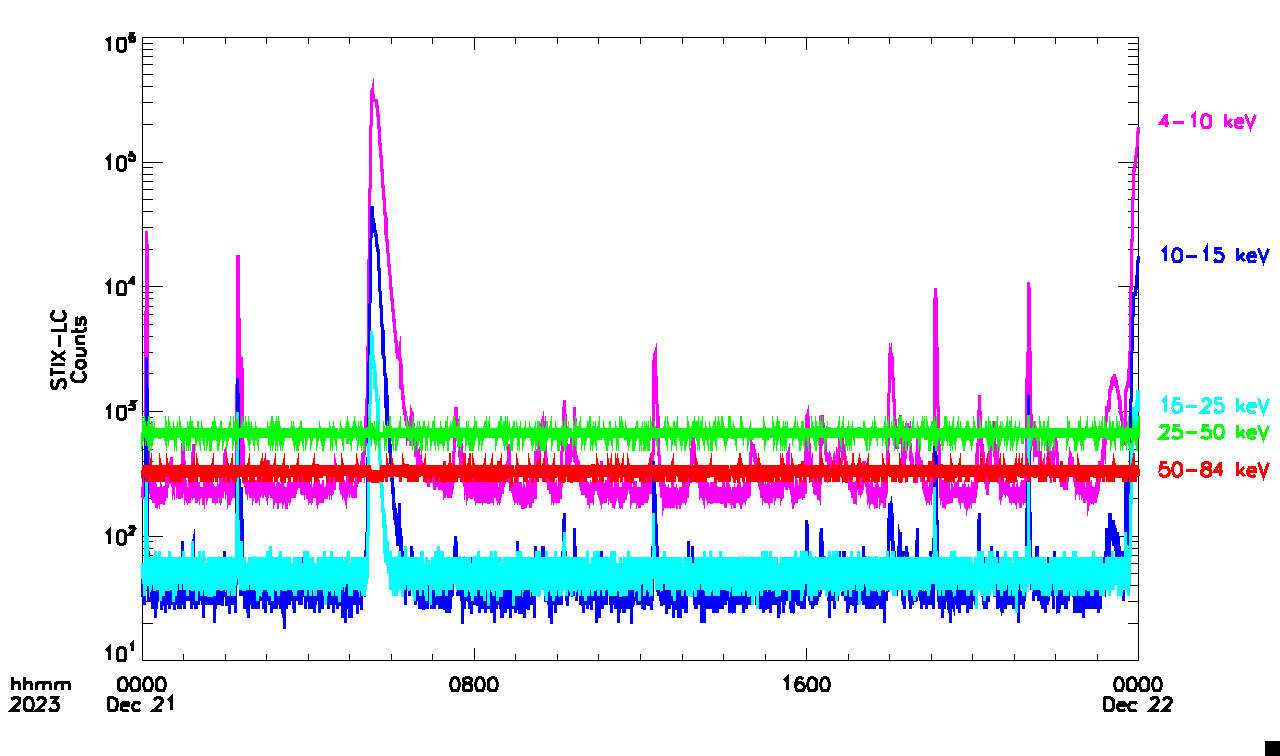 10⁶
4-10 keV
10⁵
10-15 keV
10⁴
STIX-LC
Counts
10³
15-25 keV
25-50 keV
50-84 keV
10²
10¹
hhmm 0000 0800 1600 0000
2023 Dec 21 Dec 22